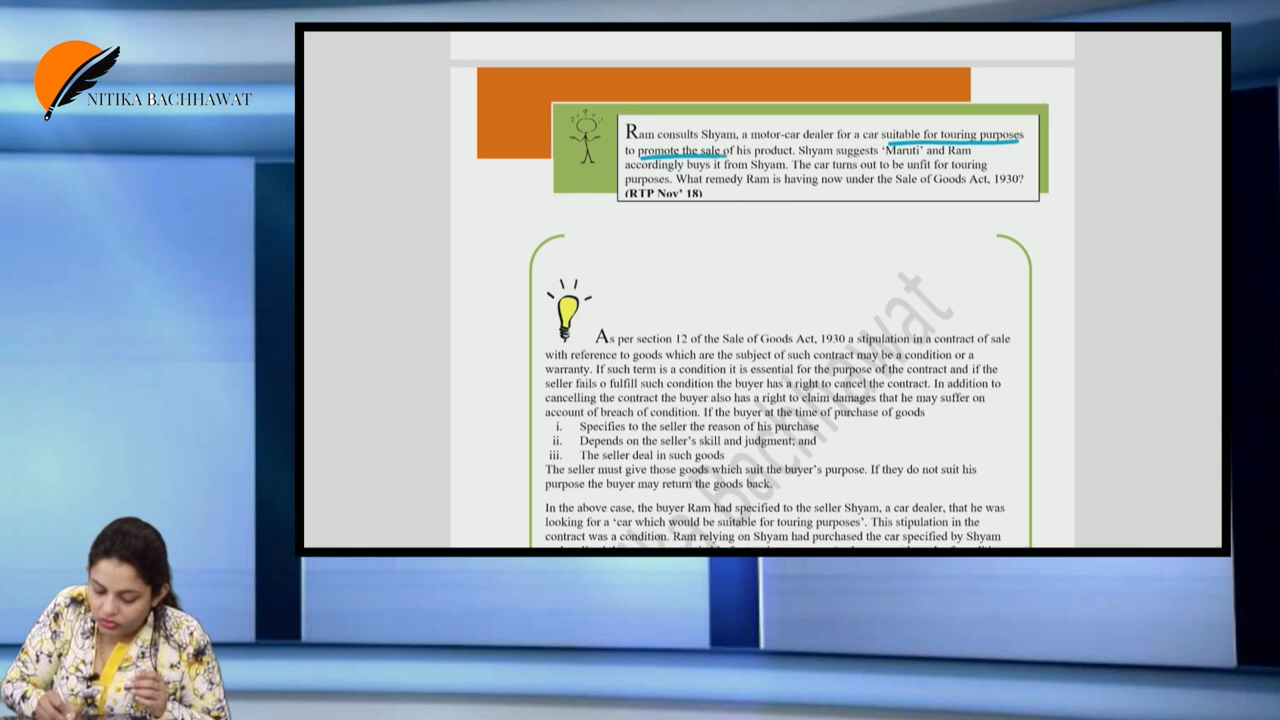 NITIKA BACHHAWAT
Ram consults Shyam, a motor-car dealer for a car suitable for touring purposes
to promote the sale of his product. Shyam suggests ‘Maruti’ and Ram
accordingly buys it from Shyam. The car turns out to be unfit for touring
purposes. What remedy Ram is having now under the Sale of Goods Act, 1930?
(RTP Nov’ 18)
As per section 12 of the Sale of Goods Act, 1930 a stipulation in a contract of sale
with reference to goods which are the subject of such contract may be a condition or a
warranty. If such term is a condition it is essential for the purpose of the contract and if the
seller fails o fulfill such condition the buyer has a right to cancel the contract. In addition to
cancelling the contract the buyer also has a right to claim damages that he may suffer on
account of breach of condition. If the buyer at the time of purchase of goods
i. Specifies to the seller the reason of his purchase
ii. Depends on the seller’s skill and judgment; and
iii. The seller deal in such goods
The seller must give those goods which suit the buyer’s purpose. If they do not suit his
purpose the buyer may return the goods back.
In the above case, the buyer Ram had specified to the seller Shyam, a car dealer, that he was
looking for a ‘car which would be suitable for touring purposes’. This stipulation in the
contract was a condition. Ram relying on Shyam had purchased the car specified by Shyam
Bachhawat